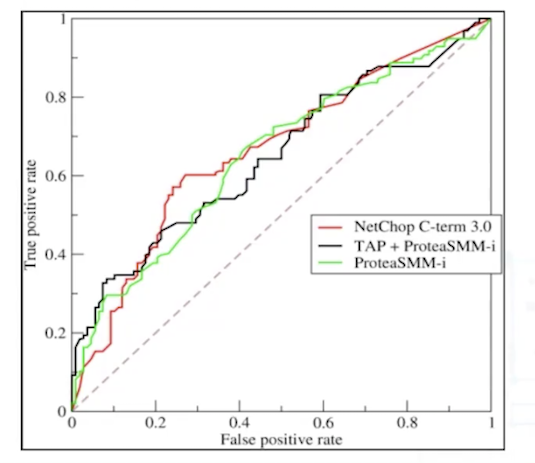 1
0.8
0.6
0.4
0.2
0
True positive rate
NetChop C-term 3.0
TAP + ProteaSMM-i
ProteaSMM-i
0 0.2 0.4 0.6 0.8 1
False positive rate